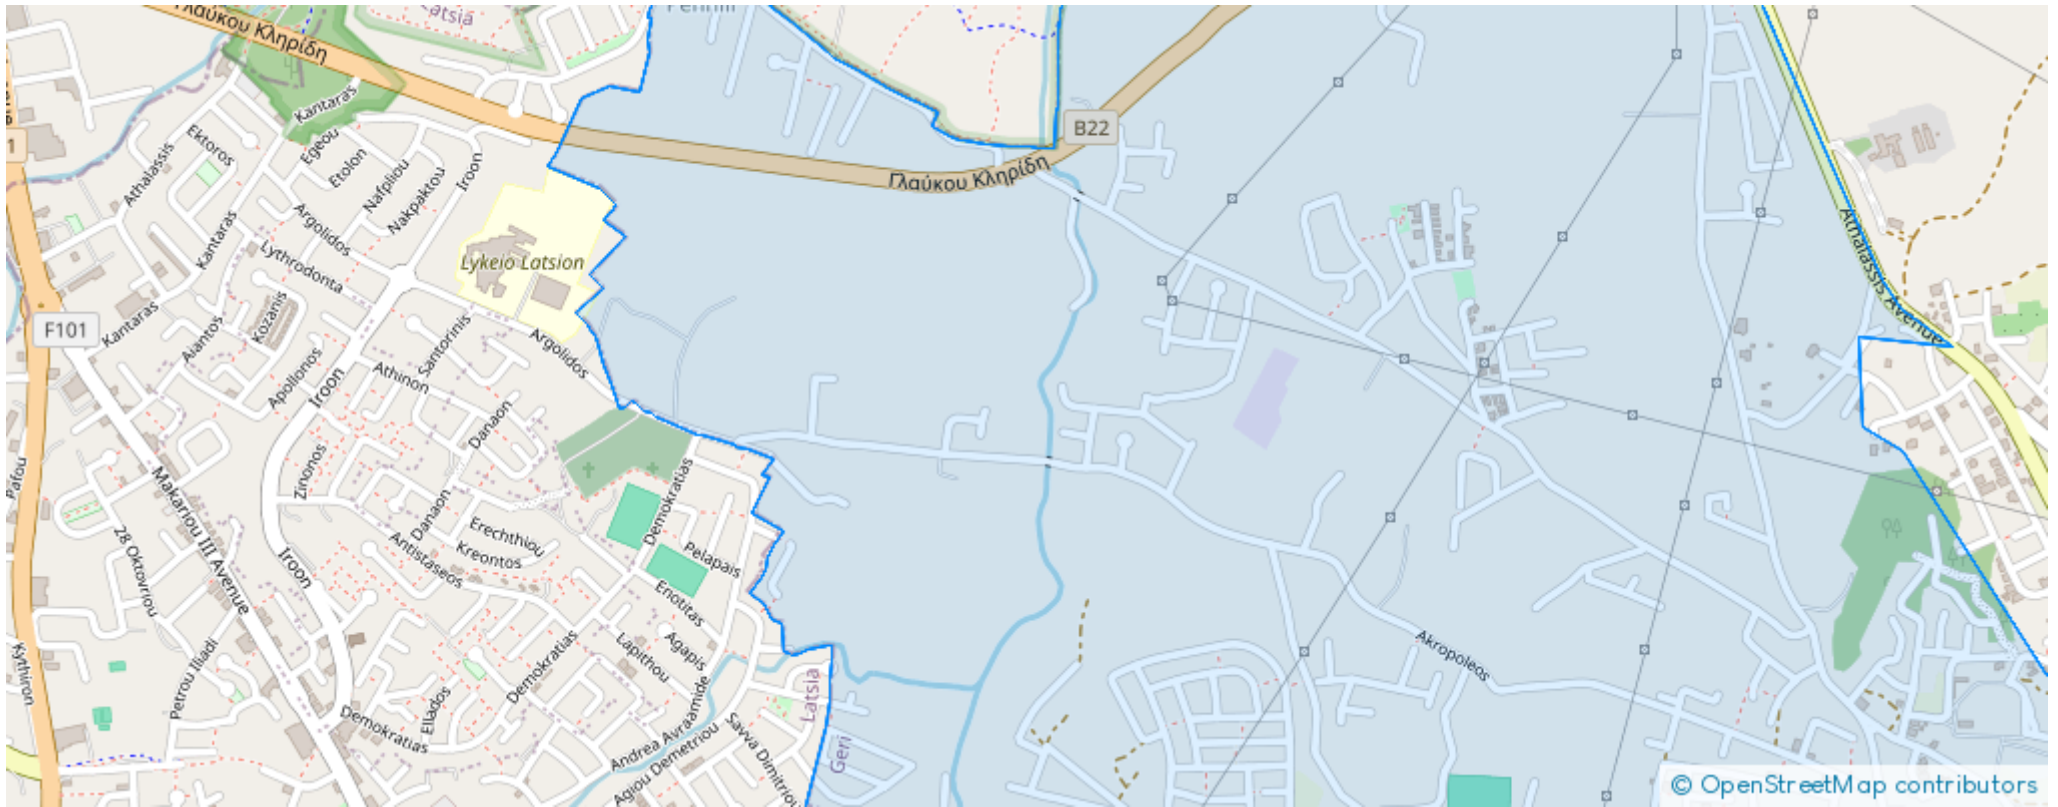 Latsia
Γλαύκου Κληρίδη
Kantaras
Egeou
Ektoros
Etolon
Nafpliou
Nakpaktou
Iroon
Athalassis
Argolidos
Kantaras
Lythrodonta
Lykeio Latsion
B22
Γλαύκου Κληρίδη
Athalassis Avenue
1
F101
Kantaras
Aiantos
Kozanis
Santorinis
Argolidos
Apollonos
Iroon
Athinon
Danaon
Zinonos
Danaon
Pafou
Makariou III Avenue
28 Oktovriou
Iroon
Antistaseos
Erechthiou
Kreontos
Demokratias
Pelapais
Enotitas
Agapis
Lapithou
Demokratias
Akropoleos
Kythiron
Petrou Iliadi
Ellados
Demokratias
Latsia
Geri
Andrea Avraamide
Agiou Demetriou
Savva Dimitriou
© OpenStreetMap contributors